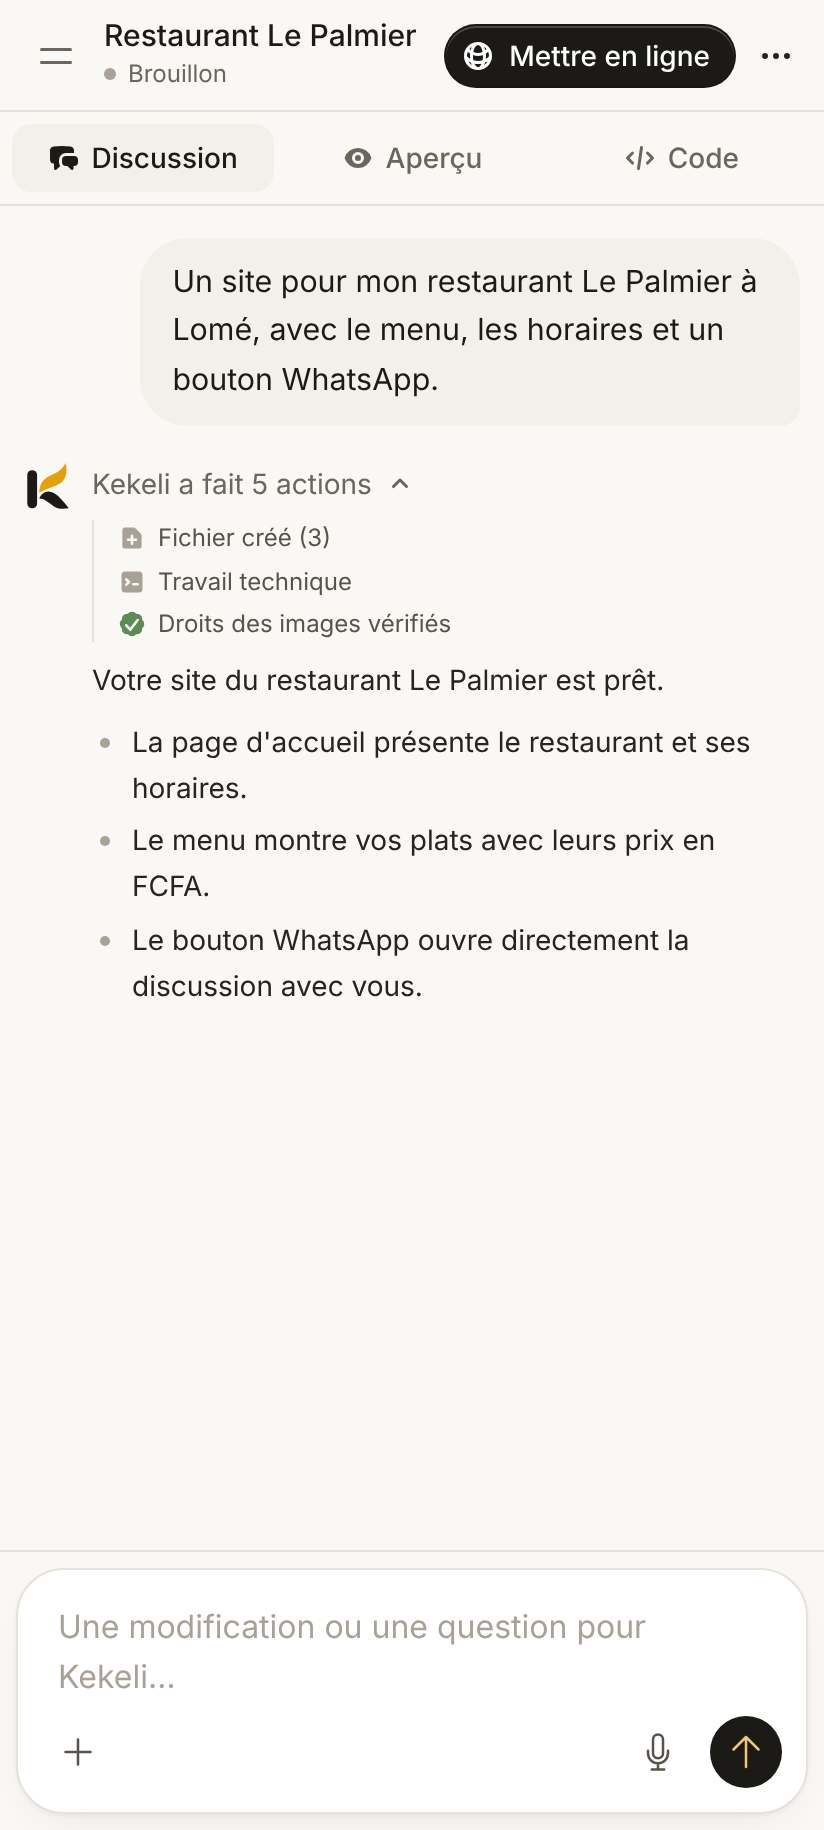 Restaurant Le Palmier
Brouillon
Mettre en ligne
Discussion
Aperçu
Code
Un site pour mon restaurant Le Palmier à
Lomé, avec le menu, les horaires et un
bouton WhatsApp.
Kekeli a fait 5 actions
Fichier créé (3)
Travail technique
Droits des images vérifiés
Votre site du restaurant Le Palmier est prêt.
La page d'accueil présente le restaurant et ses
horaires.
Le menu montre vos plats avec leurs prix en
FCFA.
Le bouton WhatsApp ouvre directement la
discussion avec vous.
Une modification ou une question pour
Kekeli...